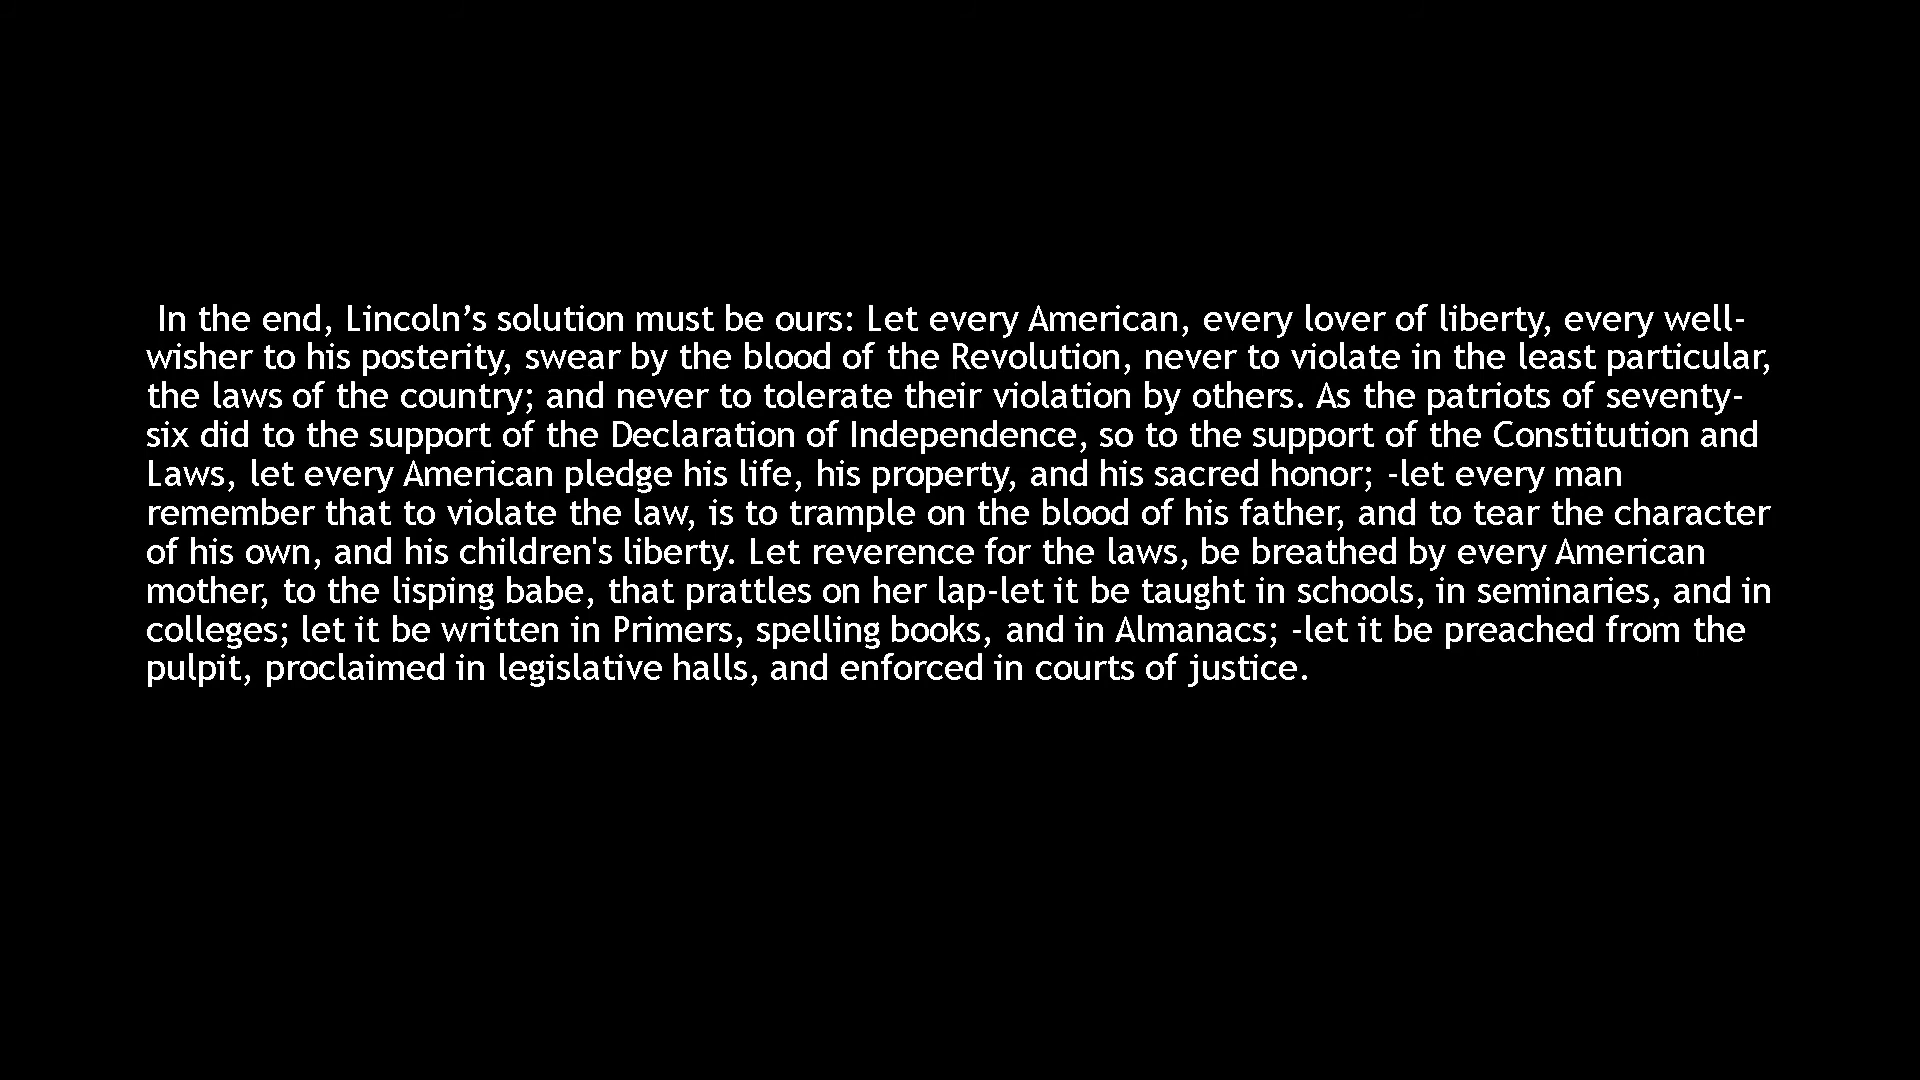 In the end, Lincoln’s solution must be ours: Let every American, every lover of liberty, every well-
wisher to his posterity, swear by the blood of the Revolution, never to violate in the least particular,
the laws of the country; and never to tolerate their violation by others. As the patriots of seventy-
six did to the support of the Declaration of Independence, so to the support of the Constitution and
Laws, let every American pledge his life, his property, and his sacred honor; -let every man
remember that to violate the law, is to trample on the blood of his father, and to tear the character
of his own, and his children's liberty. Let reverence for the laws, be breathed by every American
mother, to the lisping babe, that prattles on her lap-let it be taught in schools, in seminaries, and in
colleges; let it be written in Primers, spelling books, and in Almanacs; -let it be preached from the
pulpit, proclaimed in legislative halls, and enforced in courts of justice.